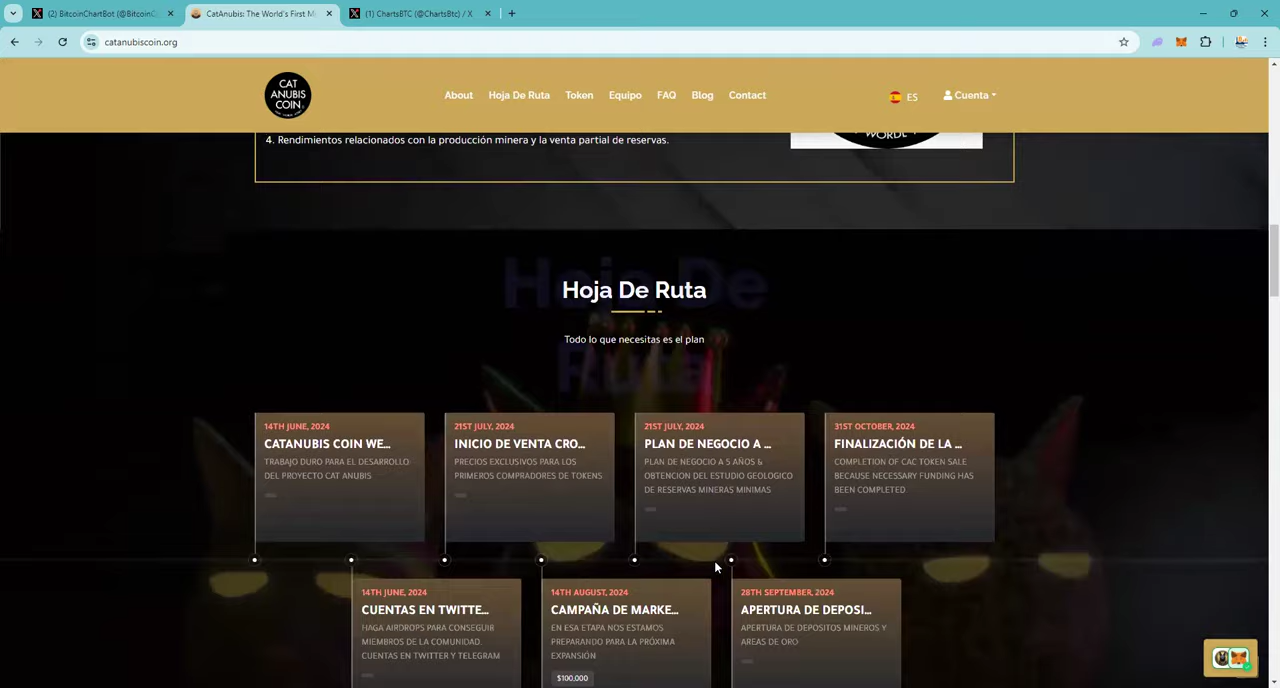 (2) BitcoinChartBot (@BitcoinC
CatAnubis: The World's First Mi
(1) ChartsBTC (@ChartsBtc) / X
catanubiscoin.org
CAT
ANUBIS
COIN
About
Hoja De Ruta
Token
Equipo
FAQ
Blog
Contact
ES
Cuenta
4. Rendimientos relacionados con la producción minera y la venta parcial de reservas.
Hoja De Ruta
Hoja De
Ruta
Todo lo que necesitas es el plan
14TH JUNE, 2024
CATANUBIS COIN WE...
TRABAJO DURO PARA EL DESARROLLO
DEL PROYECTO CAT ANUBIS
21ST JULY, 2024
INICIO DE VENTA CRO...
PRECIOS EXCLUSIVOS PARA LOS
PRIMEROS COMPRADORES DE TOKENS
21ST JULY, 2024
PLAN DE NEGOCIO A ...
PLAN DE NEGOCIO A 5 AÑOS &
OBTENCION DEL ESTUDIO GEOLOGICO
DE RESERVAS MINERAS MINIMAS
31ST OCTOBER, 2024
FINALIZACIÓN DE LA ...
COMPLETION OF CAC TOKEN SALE
BECAUSE NECESSARY FUNDING HAS
BEEN COMPLETED
14TH JUNE, 2024
CUENTAS EN TWITTE...
HAGA AIRDROPS PARA CONSEGUIR
MIEMBROS DE LA COMUNIDAD.
CUENTAS EN TWITTER Y TELEGRAM
14TH AUGUST, 2024
CAMPAÑA DE MARKE...
EN ESA ETAPA NOS ESTAMOS
PREPARANDO PARA LA PRÓXIMA
EXPANSIÓN
$100,000
28TH SEPTEMBER, 2024
APERTURA DE DEPOSI...
APERTURA DE DEPOSITOS MINEROS Y
AREAS DE ORO